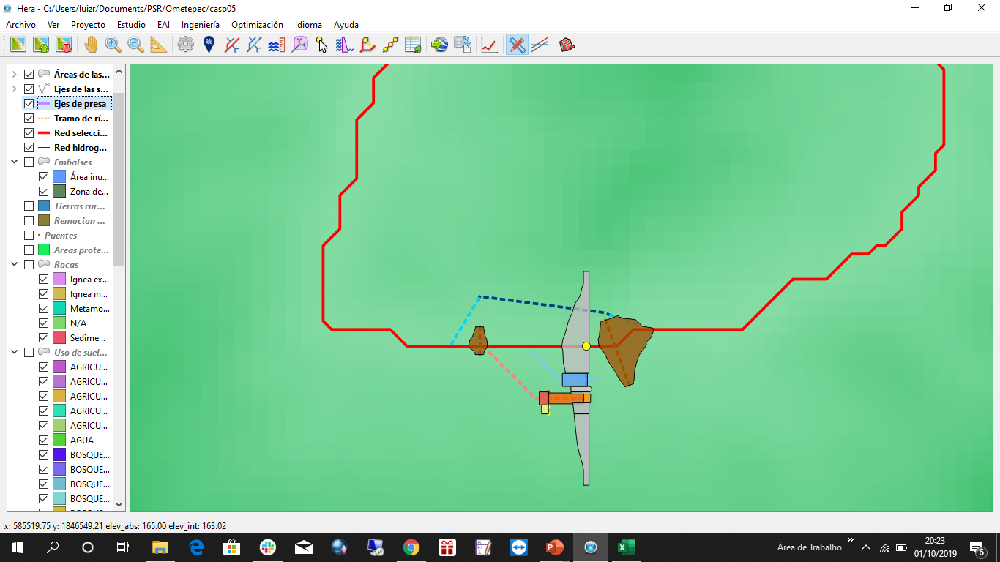 Hera - C:/Users/luizr/Documents/PSR/Ometepec/caso05
Archivo Ver Proyecto Estudio EAI Ingeniería Optimización Idioma Ayuda
Áreas de las...
Ejes de las s...
Ejes de presa
Tramo de rí...
Red selecci...
Red hidrog...
Embalses
Área inu...
Zona de...
Tierras rur...
Remocion ...
Puentes
Areas prote...
Rocas
Ignea ex...
Ignea in...
Metamo...
N/A
Sedime...
Uso de suel...
AGRICU...
AGRICU...
AGRICU...
AGRICU...
AGRICU...
AGUA
BOSQUE...
BOSQUE...
BOSQUE...
BOSQUE...
x: 585519.75 y: 1846549.21 elev_abs: 165.00 elev_int: 163.02
Área de Trabalho
20:23
01/10/2019
6